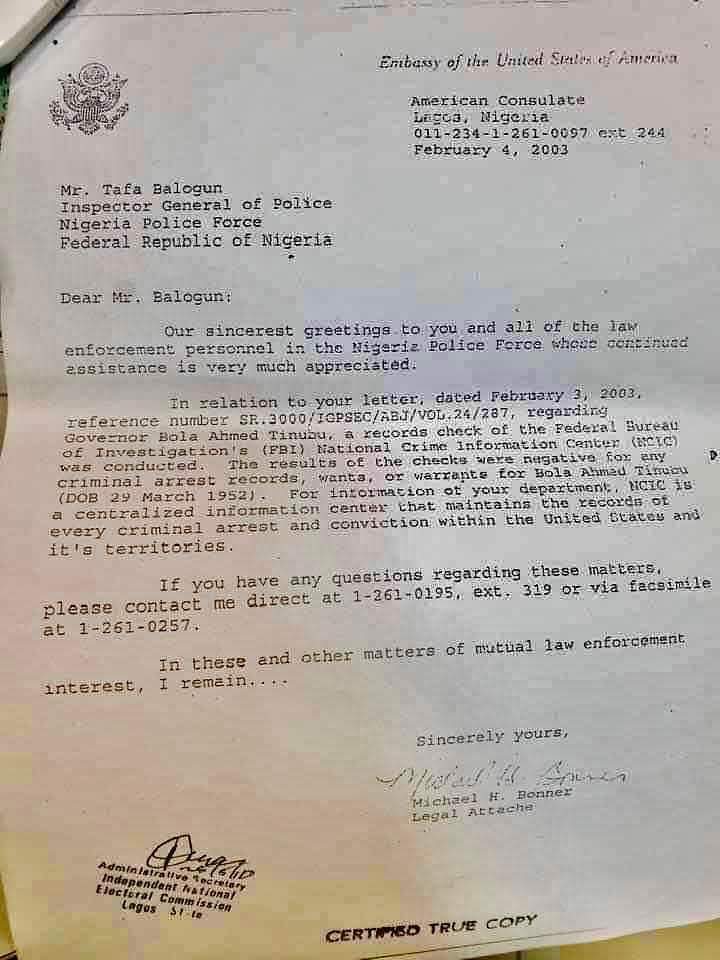 Embassy of the United States of America
American Consulate
Lagos, Nigeria
011-234-1-261-0097 ext 244
February 4, 2003
Mr. Tafa Balogun
Inspector General of Police
Nigeria Police Force
Federal Republic of Nigeria
Dear Mr. Balogun:
Our sincerest greetings to you and all of the law
enforcement personnel in the Nigeria Police Force whose continued
assistance is very much appreciated.
In relation to your letter, dated February 3, 2003,
reference number SR.3000/IGPSEC/ABJ/VOL.24/287, regarding
Governor Bola Ahmed Tinubu, a records check of the Federal Bureau
of Investigation's (FBI) National Crime Information Center (NCIC)
was conducted. The results of the checks were negative for any
criminal arrest records, wants, or warrants for Bola Ahmed Tinubu
(DOB 29 March 1952). For information of your department, NCIC is
a centralized information center that maintains the records of
every criminal arrest and conviction within the United States and
it's territories.
If you have any questions regarding these matters,
please contact me direct at 1-261-0195, ext. 319 or via facsimile
at 1-261-0257.
In these and other matters of mutual law enforcement
interest, I remain....
Sincerely yours,
Michael H. Bonner
Michael H. Bonner
Legal Attache
Administrative Secretary
Independent National
Electoral Commission
Lagos State
CERTIFIED TRUE COPY